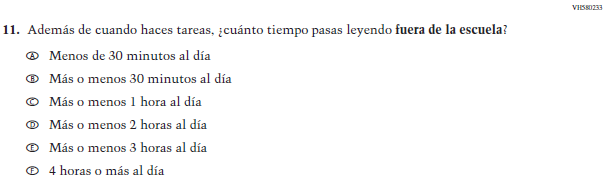 VH580233
11. Además de cuando haces tareas, ¿cuánto tiempo pasas leyendo fuera de la escuela?
Ⓐ Menos de 30 minutos al día
Ⓑ Más o menos 30 minutos al día
Ⓒ Más o menos 1 hora al día
Ⓓ Más o menos 2 horas al día
Ⓔ Más o menos 3 horas al día
Ⓕ 4 horas o más al día